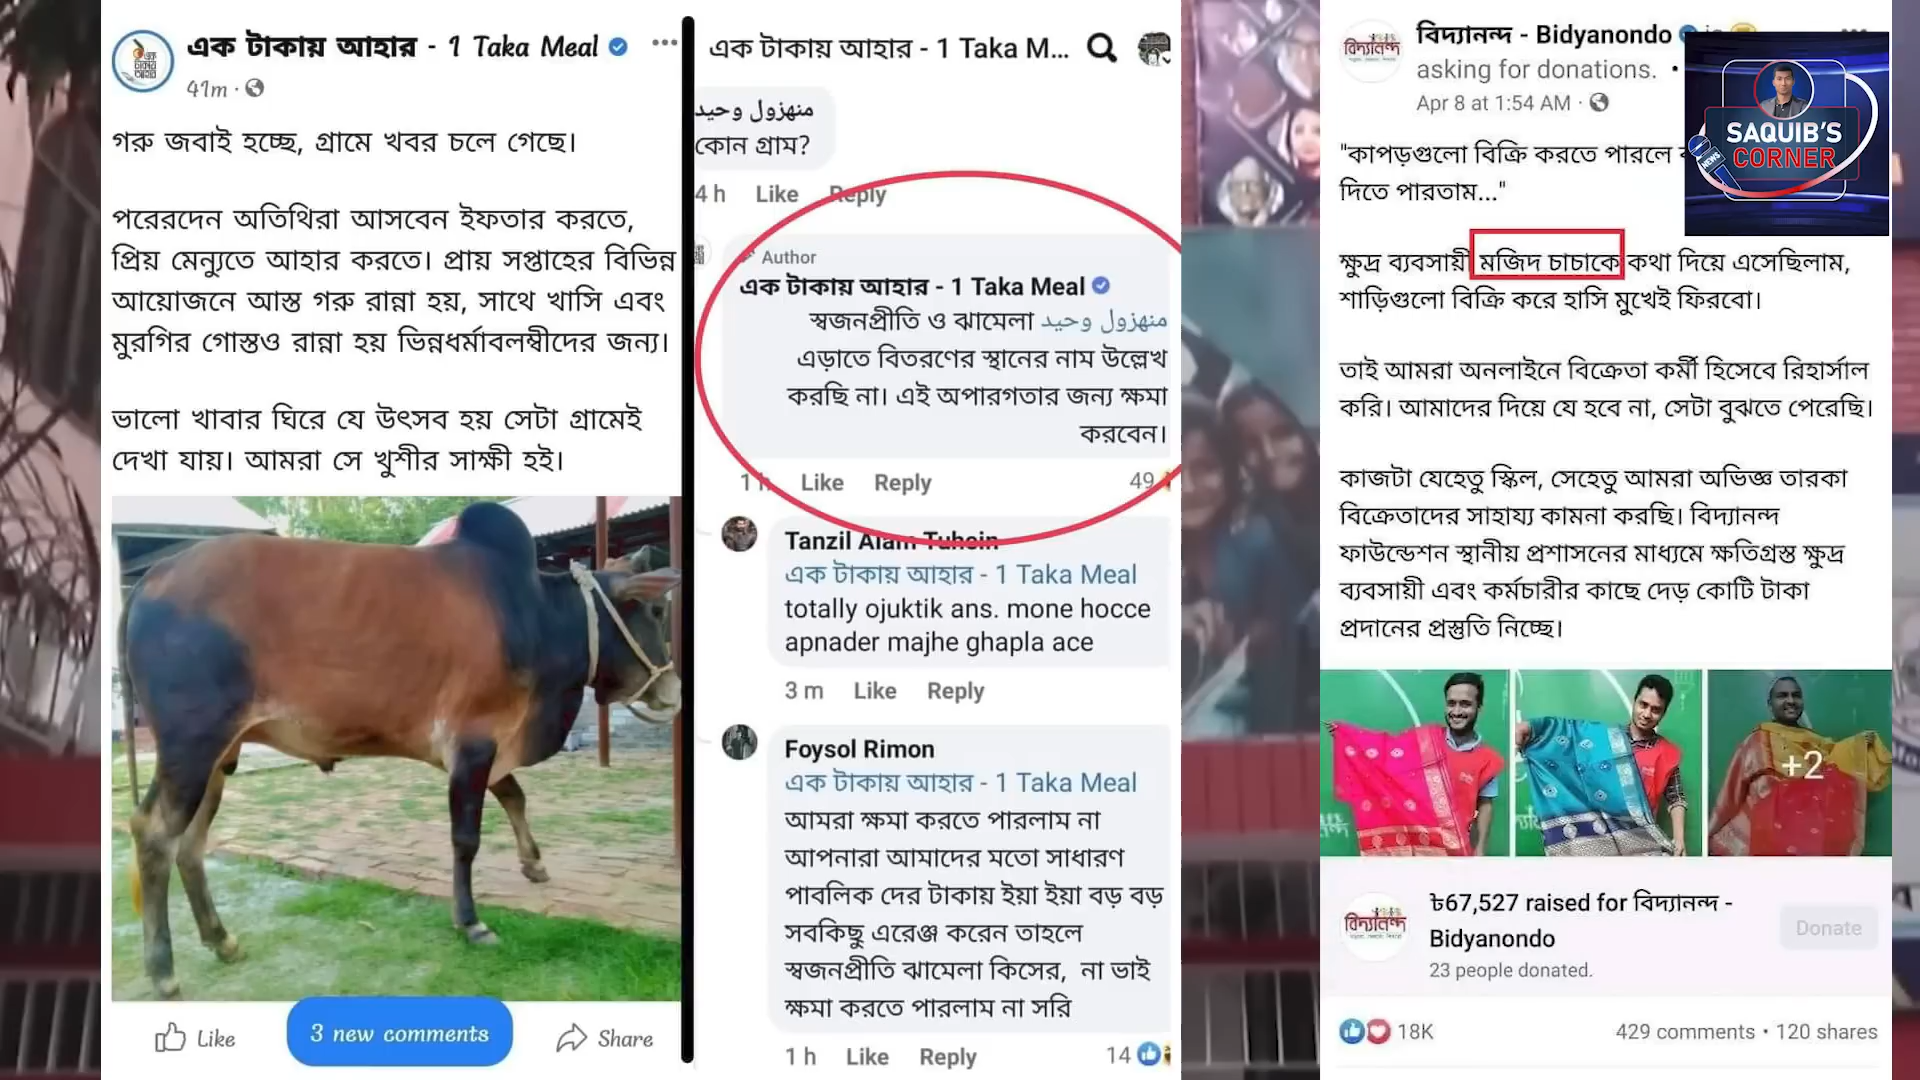 এক টাকায় আহার - 1 Taka Meal
41m
গরু জবাই হচ্ছে, গ্রামে খবর চলে গেছে।
পরেরদেন অতিথিরা আসবেন ইফতার করতে,
প্রিয় মেন্যুতে আহার করতে। প্রায় সপ্তাহের বিভিন্ন
আয়োজনে আস্ত গরু রান্না হয়, সাথে খাসি এবং
মুরগির গোস্তও রান্না হয় ভিন্নধর্মাবলম্বীদের জন্য।
ভালো খাবার ঘিরে যে উৎসব হয় সেটা গ্রামেই
দেখা যায়। আমরা সে খুশীর সাক্ষী হই।
Like
3 new comments
Share
এক টাকায় আহার - 1 Taka M...
منهزول وحيد
কোন গ্রাম?
4 h Like Reply
Author
এক টাকায় আহার - 1 Taka Meal
স্বজনপ্রীতি ও ঝামেলা منهزول وحيد
এড়াতে বিতরণের স্থানের নাম উল্লেখ
করছি না। এই অপারগতার জন্য ক্ষমা
করবেন।
1 h Like Reply 49
Tanzil Alam Tuhein
এক টাকায় আহার - 1 Taka Meal
totally ojuktik ans. mone hocce
apnader majhe ghapla ace
3 m Like Reply
Foysol Rimon
এক টাকায় আহার - 1 Taka Meal
আমরা ক্ষমা করতে পারলাম না
আপনারা আমাদের মতো সাধারণ
পাবলিক দের টাকায় ইয়া ইয়া বড় বড়
সবকিছু এরেঞ্জ করেন তাহলে
স্বজনপ্রীতি ঝামেলা কিসের, না ভাই
ক্ষমা করতে পারলাম না সরি
1 h Like Reply 14
বিদ্যানন্দ
বিদ্যানন্দ - Bidyanondo is
asking for donations.
Apr 8 at 1:54 AM
"কাপড়গুলো বিক্রি করতে পারলে
দিতে পারতাম..."
ক্ষুদ্র ব্যবসায়ী মজিদ চাচাকে কথা দিয়ে এসেছিলাম,
শাড়িগুলো বিক্রি করে হাসি মুখেই ফিরবো।
তাই আমরা অনলাইনে বিক্রেতা কর্মী হিসেবে রিহার্সাল
করি। আমাদের দিয়ে যে হবে না, সেটা বুঝতে পেরেছি।
কাজটা যেহেতু স্কিল, সেহেতু আমরা অভিজ্ঞ তারকা
বিক্রেতাদের সাহায্য কামনা করছি। বিদ্যানন্দ
ফাউন্ডেশন স্থানীয় প্রশাসনের মাধ্যমে ক্ষতিগ্রস্ত ক্ষুদ্র
ব্যবসায়ী এবং কর্মচারীর কাছে দেড় কোটি টাকা
প্রদানের প্রস্তুতি নিচ্ছে।
+2
বিদ্যানন্দ
৳67,527 raised for বিদ্যানন্দ -
Bidyanondo
23 people donated.
Donate
18K
429 comments • 120 shares
SAQUIB'S
CORNER
NEWS